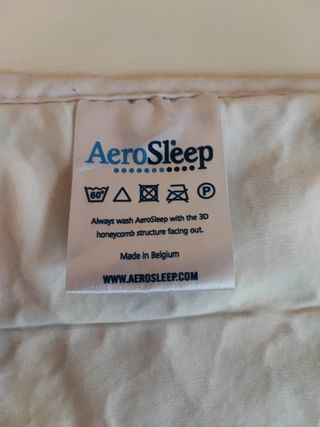 AeroSleep
60°
P
Always wash AeroSleep with the 3D
honeycomb structure facing out.
Made in Belgium
WWW.AEROSLEEP.COM